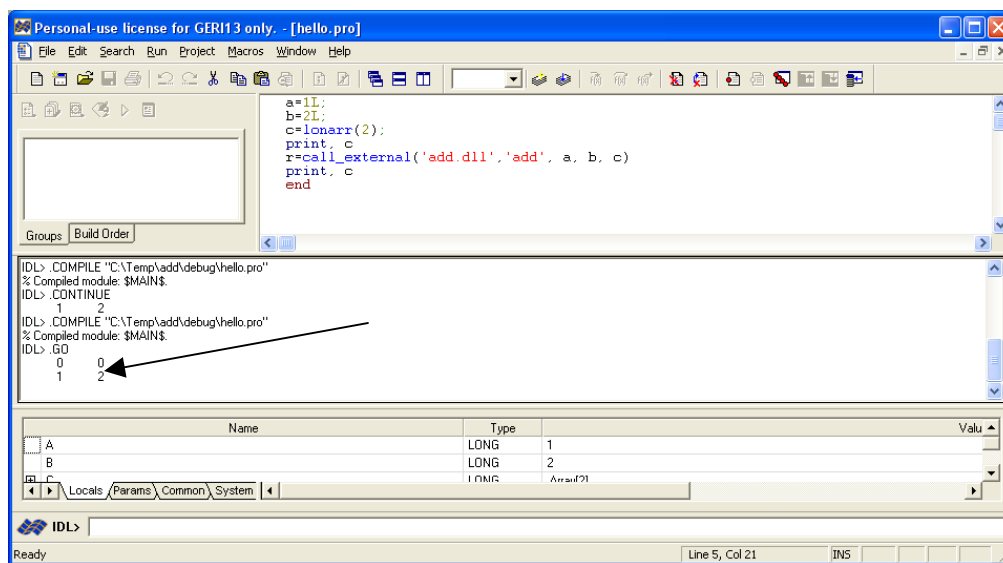 Personal-use license for GERI13 only. - [hello.pro]
File Edit Search Run Project Macros Window Help
a=1L;
b=2L;
c=lonarr(2);
print, c
r=call_external('add.dll','add', a, b, c)
print, c
end
Groups Build Order
IDL> .COMPILE "C:\Temp\add\debug\hello.pro"
% Compiled module: $MAIN$.
IDL> .CONTINUE
1 2
IDL> .COMPILE "C:\Temp\add\debug\hello.pro"
% Compiled module: $MAIN$.
IDL> .GO
0 0
1 2
Name Type Valu
A LONG 1
B LONG 2
C LONG Array[2]
Locals Params Common System
IDL>
Ready Line 5, Col 21 INS